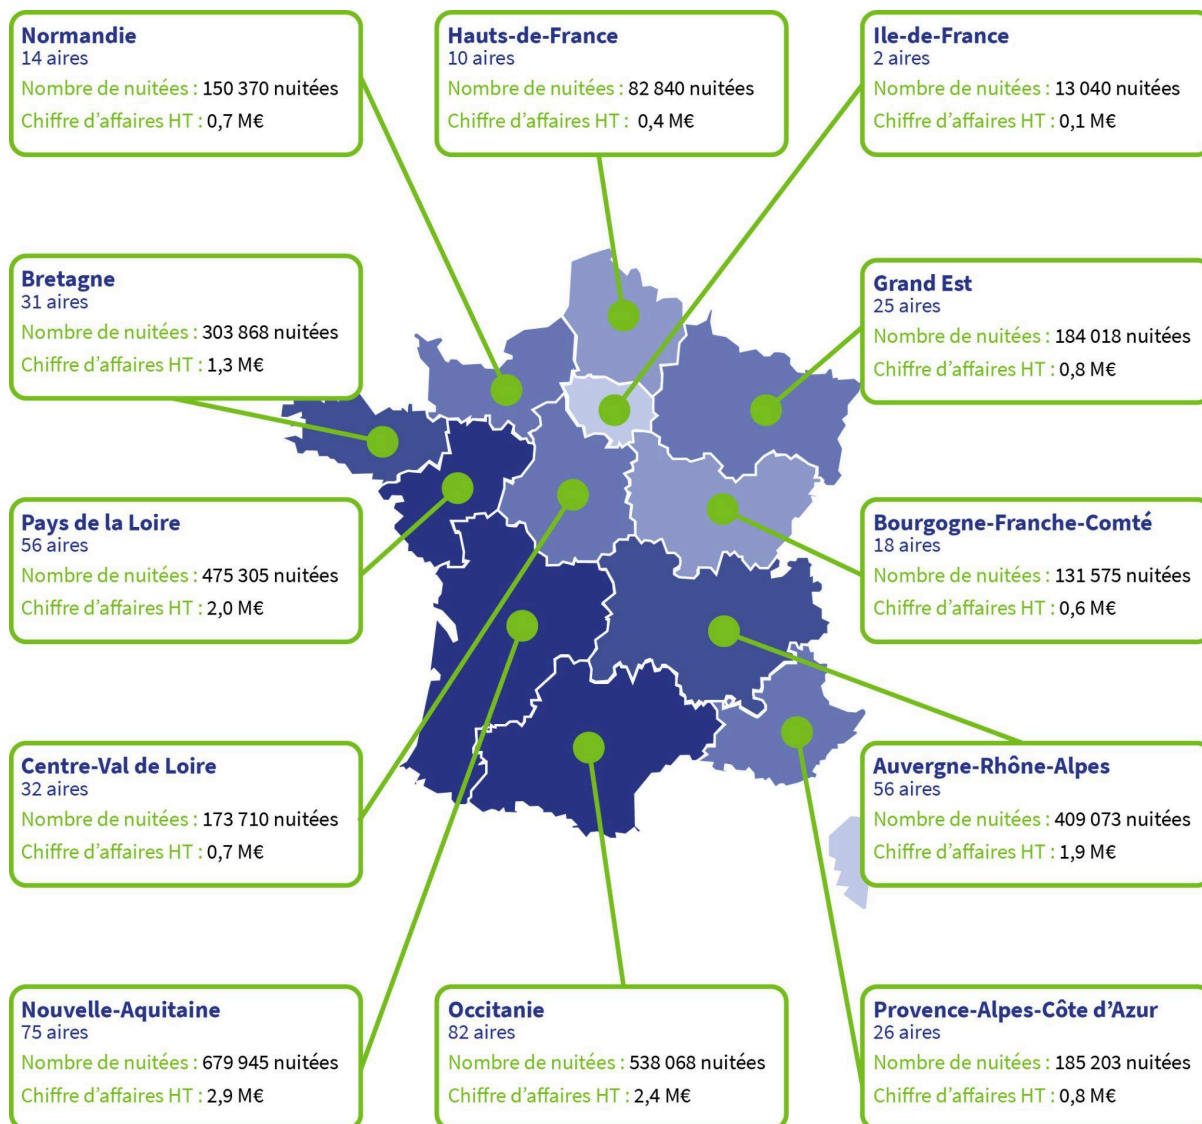 Normandie
14 aires
Nombre de nuitées : 150 370 nuitées
Chiffre d’affaires HT : 0,7 M€
Hauts-de-France
10 aires
Nombre de nuitées : 82 840 nuitées
Chiffre d’affaires HT : 0,4 M€
Ile-de-France
2 aires
Nombre de nuitées : 13 040 nuitées
Chiffre d’affaires HT : 0,1 M€
Bretagne
31 aires
Nombre de nuitées : 303 868 nuitées
Chiffre d’affaires HT : 1,3 M€
Grand Est
25 aires
Nombre de nuitées : 184 018 nuitées
Chiffre d’affaires HT : 0,8 M€
Pays de la Loire
56 aires
Nombre de nuitées : 475 305 nuitées
Chiffre d’affaires HT : 2,0 M€
Bourgogne-Franche-Comté
18 aires
Nombre de nuitées : 131 575 nuitées
Chiffre d’affaires HT : 0,6 M€
Centre-Val de Loire
32 aires
Nombre de nuitées : 173 710 nuitées
Chiffre d’affaires HT : 0,7 M€
Auvergne-Rhône-Alpes
56 aires
Nombre de nuitées : 409 073 nuitées
Chiffre d’affaires HT : 1,9 M€
Nouvelle-Aquitaine
75 aires
Nombre de nuitées : 679 945 nuitées
Chiffre d’affaires HT : 2,9 M€
Occitanie
82 aires
Nombre de nuitées : 538 068 nuitées
Chiffre d’affaires HT : 2,4 M€
Provence-Alpes-Côte d’Azur
26 aires
Nombre de nuitées : 185 203 nuitées
Chiffre d’affaires HT : 0,8 M€